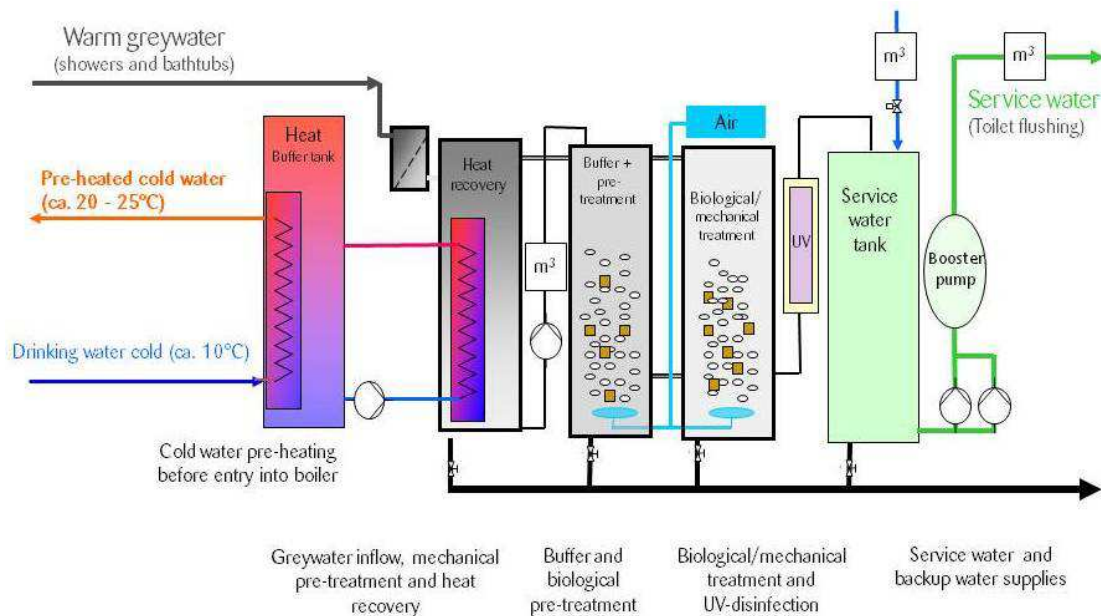 Warm greywater
(showers and bathtubs)
m³
m³
Service water
(Toilet flushing)
Air
Heat
Buffer tank
Heat
recovery
Buffer +
pre-
treatment
Biological/
mechanical
treatment
UV
Service
water
tank
Booster
pump
Pre-heated cold water
(ca. 20 - 25°C)
m³
Drinking water cold (ca. 10°C)
Cold water pre-heating
before entry into boiler
Greywater inflow, mechanical
pre-treatment and heat
recovery
Buffer and
biological
pre-treatment
Biological/mechanical
treatment and
UV-disinfection
Service water and
backup water supplies